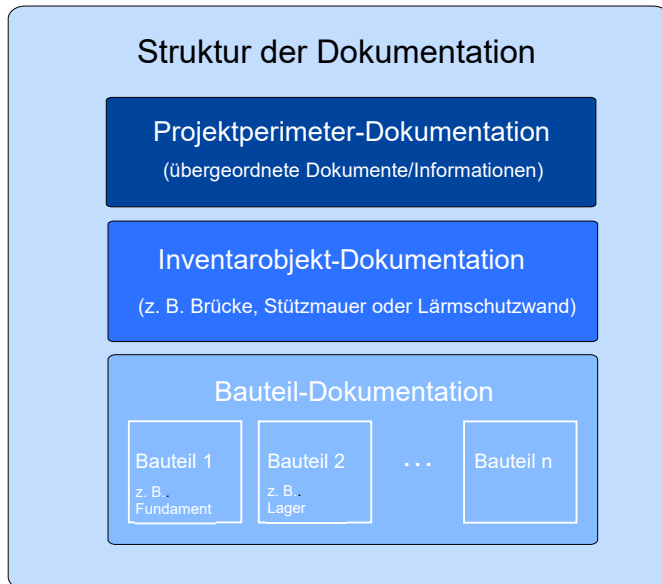 Struktur der Dokumentation
Projektperimeter-Dokumentation
(übergeordnete Dokumente/Informationen)
Inventarobjekt-Dokumentation
(z. B. Brücke, Stützmauer oder Lärmschutzwand)
Bauteil-Dokumentation
Bauteil 1
z. B..
Fundament
Bauteil 2
z. B..
Lager
...
Bauteil n